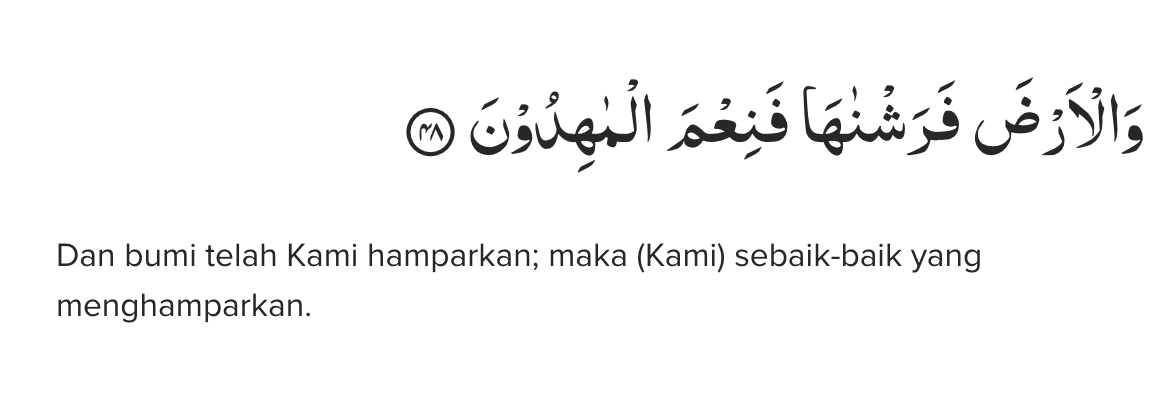 وَالْاَرْضَ فَرَشْنٰهَا فَنِعْمَ الْمٰهِدُوْنَ ۝٤٨
Dan bumi telah Kami hamparkan; maka (Kami) sebaik-baik yang
menghamparkan.